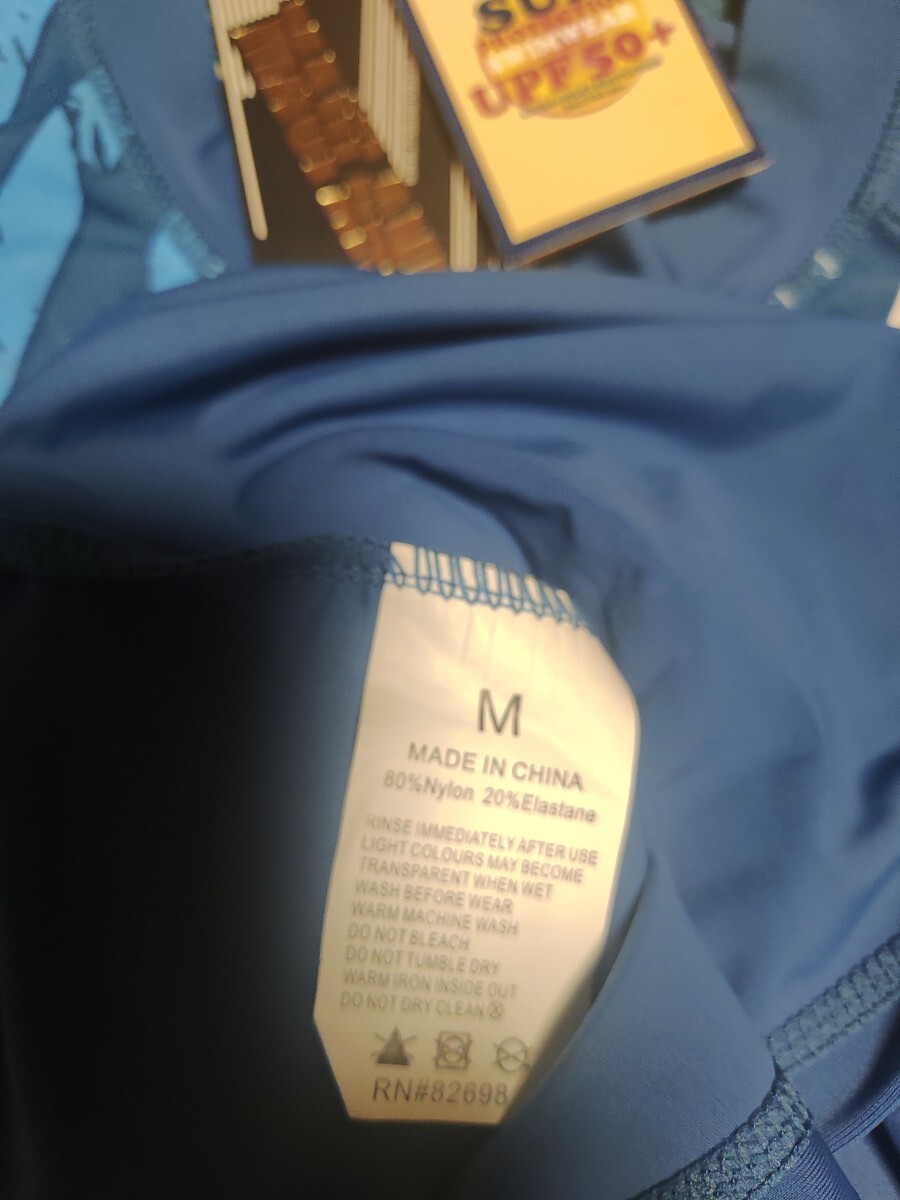 SUN
SWIMWEAR
UPF 50+
M
MADE IN CHINA
80%Nylon 20%Elastane
RINSE IMMEDIATELY AFTER USE
LIGHT COLOURS MAY BECOME
TRANSPARENT WHEN WET
WASH BEFORE WEAR
WARM MACHINE WASH
DO NOT BLEACH
DO NOT TUMBLE DRY
WARM IRON INSIDE OUT
DO NOT DRY CLEAN Ⓧ
RN#82698